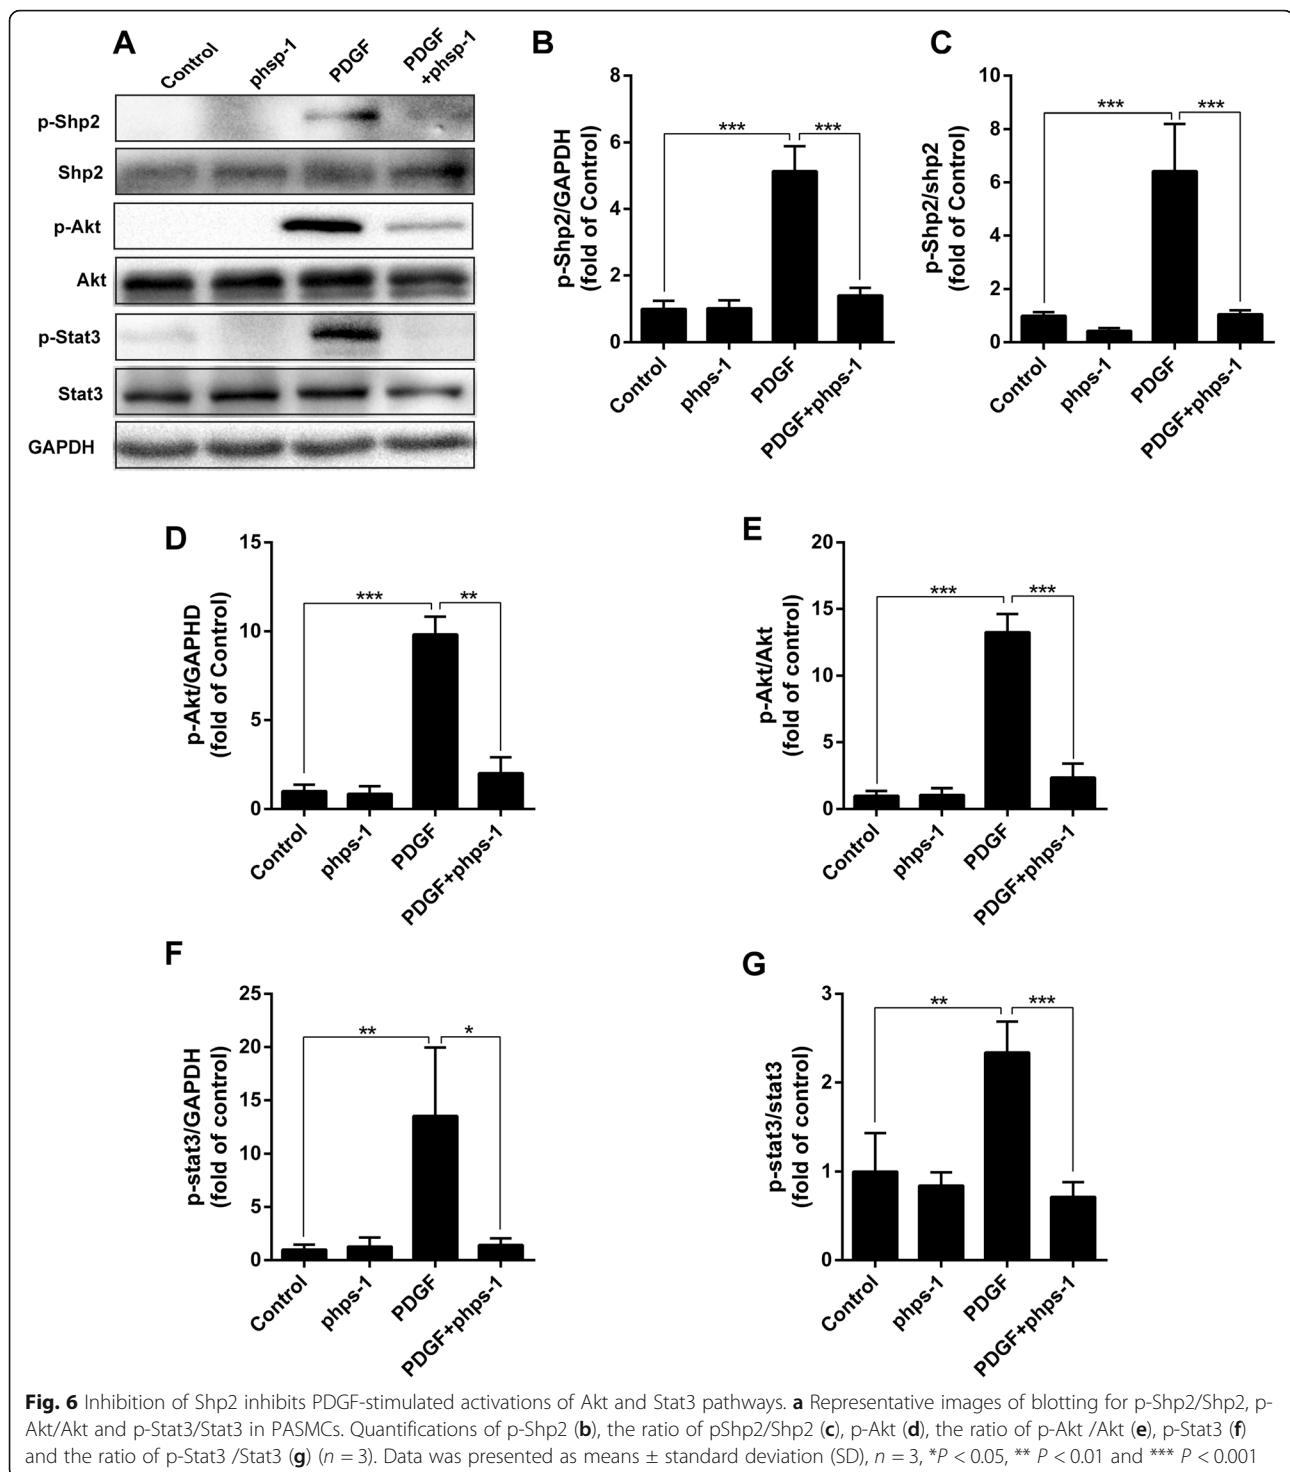 A
Control phsp-1 PDGF PDGF
+phsp-1
p-Shp2
Shp2
p-Akt
Akt
p-Stat3
Stat3
GAPDH
B
p-Shp2/GAPDH
(fold of Control)
8
6
4
2
0
*** ***
Control phps-1 PDGF PDGF+phps-1
C
p-Shp2/shp2
(fold of Control)
10
8
6
4
2
0
*** ***
Control phps-1 PDGF PDGF+phps-1
D
p-Akt/GAPHD
(fold of Control)
15
10
5
0
*** **
Control phps-1 PDGF PDGF+phps-1
E
p-Akt/Akt
(fold of control)
20
15
10
5
0
*** ***
Control phps-1 PDGF PDGF+phps-1
F
p-stat3/GAPDH
(fold of control)
25
20
15
10
5
0
** *
Control phps-1 PDGF PDGF+phps-1
G
p-stat3/stat3
(fold of control)
3
2
1
0
** ***
Control phps-1 PDGF PDGF+phps-1
Fig. 6 Inhibition of Shp2 inhibits PDGF-stimulated activations of Akt and Stat3 pathways. a Representative images of blotting for p-Shp2/Shp2, p-
Akt/Akt and p-Stat3/Stat3 in PASMCs. Quantifications of p-Shp2 (b), the ratio of pShp2/Shp2 (c), p-Akt (d), the ratio of p-Akt /Akt (e), p-Stat3 (f)
and the ratio of p-Stat3 /Stat3 (g) (n = 3). Data was presented as means ± standard deviation (SD), n = 3, *P < 0.05, ** P < 0.01 and *** P < 0.001